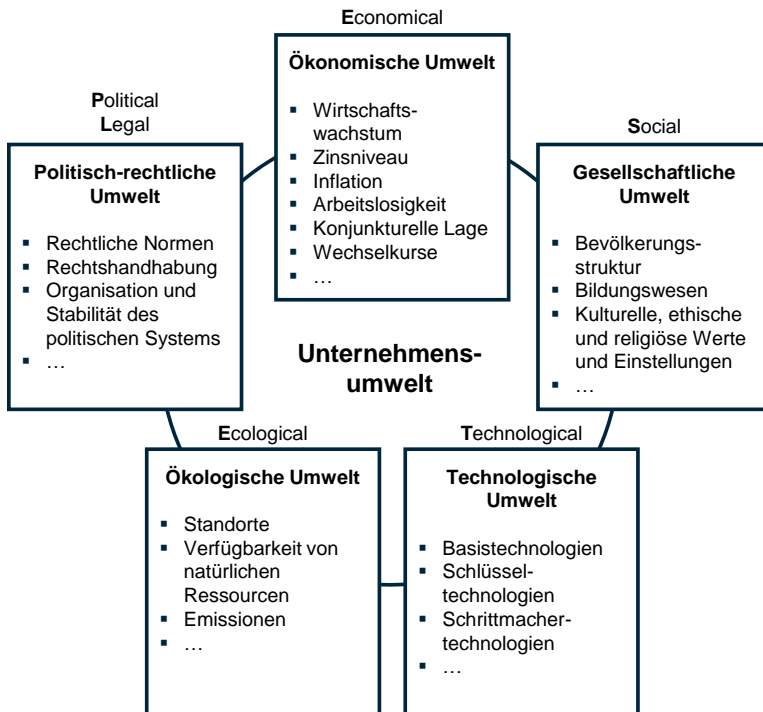 Economical
Ökonomische Umwelt
▪ Wirtschafts-
wachstum
▪ Zinsniveau
▪ Inflation
▪ Arbeitslosigkeit
▪ Konjunkturelle Lage
▪ Wechselkurse
▪ …
Political
Legal
Politisch-rechtliche
Umwelt
▪ Rechtliche Normen
▪ Rechtshandhabung
▪ Organisation und
Stabilität des
politischen Systems
▪ …
Social
Gesellschaftliche
Umwelt
▪ Bevölkerungs-
struktur
▪ Bildungswesen
▪ Kulturelle, ethische
und religiöse Werte
und Einstellungen
▪ …
Unternehmens-
umwelt
Ecological
Ökologische Umwelt
▪ Standorte
▪ Verfügbarkeit von
natürlichen
Ressourcen
▪ Emissionen
▪ …
Technological
Technologische
Umwelt
▪ Basistechnologien
▪ Schlüssel-
technologien
▪ Schrittmacher-
technologien
▪ …